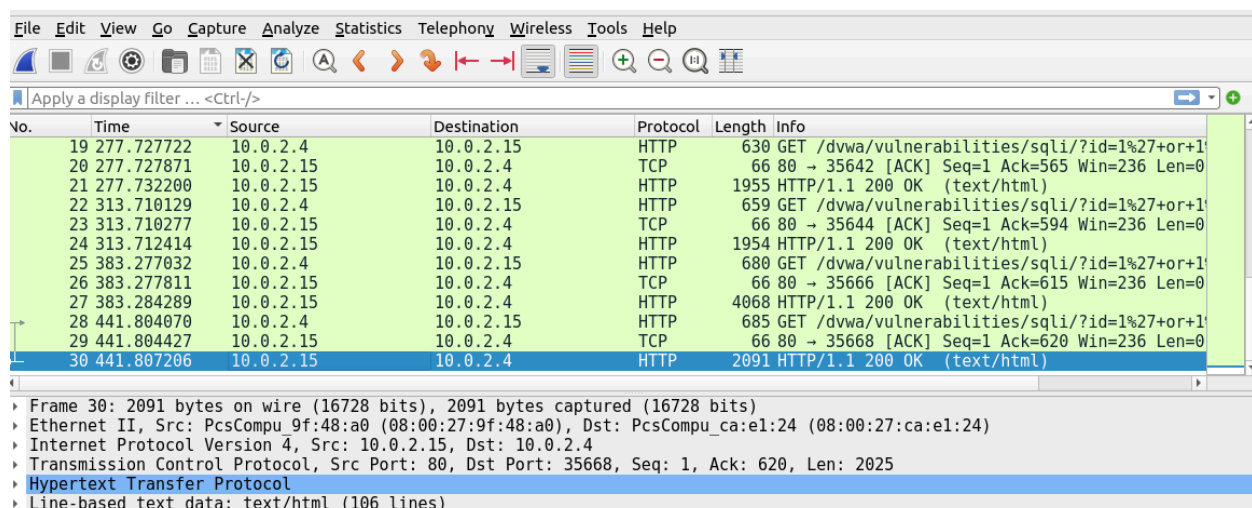 File Edit View Go Capture Analyze Statistics Telephony Wireless Tools Help
Apply a display filter … <Ctrl-/>
No. Time Source Destination Protocol Length Info
19 277.727722 10.0.2.4 10.0.2.15 HTTP 630 GET /dvwa/vulnerabilities/sqli/?id=1%27+or+1
20 277.727871 10.0.2.15 10.0.2.4 TCP 66 80 → 35642 [ACK] Seq=1 Ack=565 Win=236 Len=0
21 277.732200 10.0.2.15 10.0.2.4 HTTP 1955 HTTP/1.1 200 OK (text/html)
22 313.710129 10.0.2.4 10.0.2.15 HTTP 659 GET /dvwa/vulnerabilities/sqli/?id=1%27+or+1
23 313.710277 10.0.2.15 10.0.2.4 TCP 66 80 → 35644 [ACK] Seq=1 Ack=594 Win=236 Len=0
24 313.712414 10.0.2.15 10.0.2.4 HTTP 1954 HTTP/1.1 200 OK (text/html)
25 383.277032 10.0.2.4 10.0.2.15 HTTP 680 GET /dvwa/vulnerabilities/sqli/?id=1%27+or+1
26 383.277811 10.0.2.15 10.0.2.4 TCP 66 80 → 35666 [ACK] Seq=1 Ack=615 Win=236 Len=0
27 383.284289 10.0.2.15 10.0.2.4 HTTP 4068 HTTP/1.1 200 OK (text/html)
28 441.804070 10.0.2.4 10.0.2.15 HTTP 685 GET /dvwa/vulnerabilities/sqli/?id=1%27+or+1
29 441.804427 10.0.2.15 10.0.2.4 TCP 66 80 → 35668 [ACK] Seq=1 Ack=620 Win=236 Len=0
30 441.807206 10.0.2.15 10.0.2.4 HTTP 2091 HTTP/1.1 200 OK (text/html)
Frame 30: 2091 bytes on wire (16728 bits), 2091 bytes captured (16728 bits)
Ethernet II, Src: PcsCompu_9f:48:a0 (08:00:27:9f:48:a0), Dst: PcsCompu_ca:e1:24 (08:00:27:ca:e1:24)
Internet Protocol Version 4, Src: 10.0.2.15, Dst: 10.0.2.4
Transmission Control Protocol, Src Port: 80, Dst Port: 35668, Seq: 1, Ack: 620, Len: 2025
Hypertext Transfer Protocol
Line-based text data: text/html (106 lines)